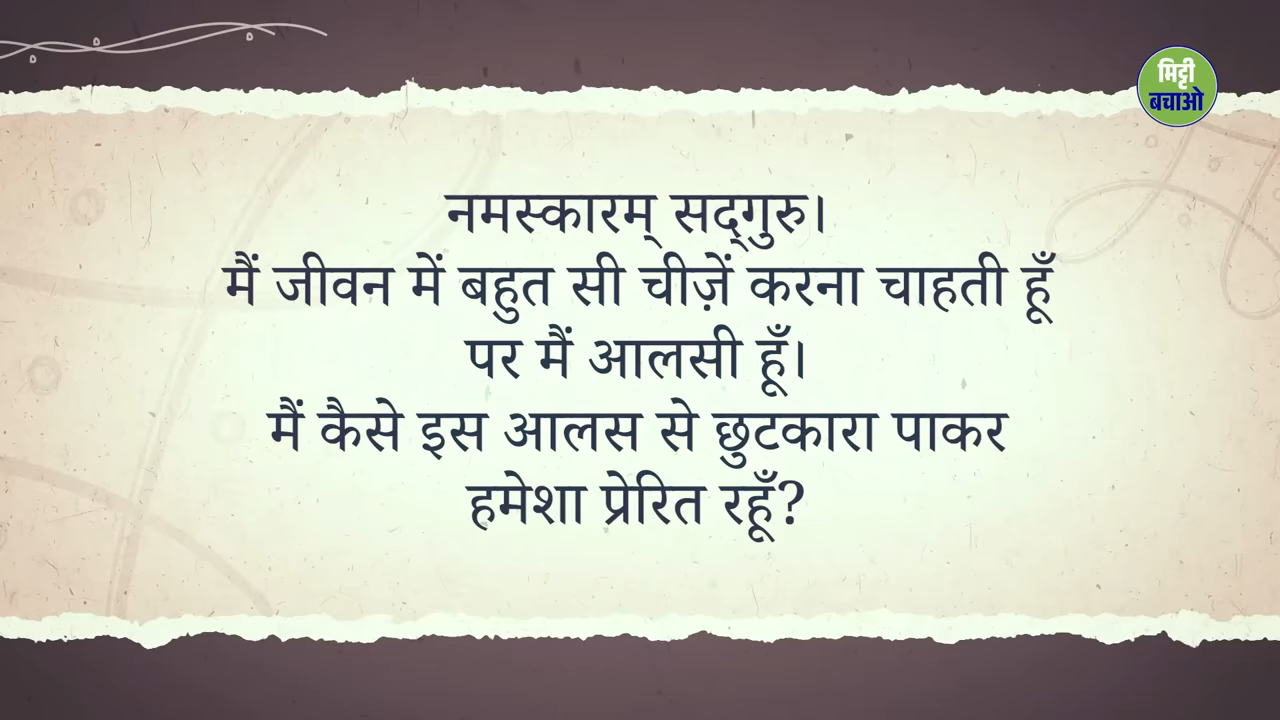 मिट्टी
बचाओ
नमस्कारम् सद्‌गुरु।
मैं जीवन में बहुत सी चीज़ें करना चाहती हूँ
पर मैं आलसी हूँ।
मैं कैसे इस आलस से छुटकारा पाकर
हमेशा प्रेरित रहूँ?